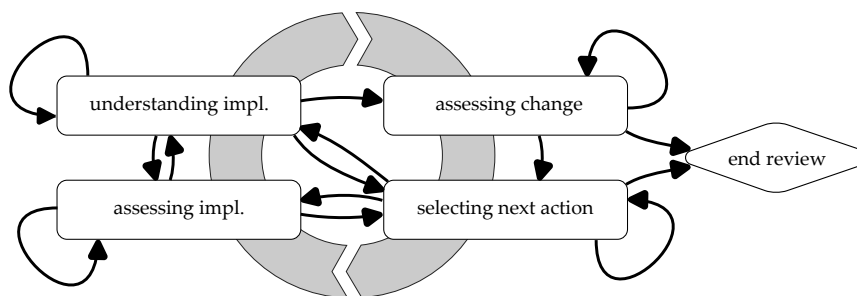 understanding impl.
assessing change
end review
assessing impl.
selecting next action